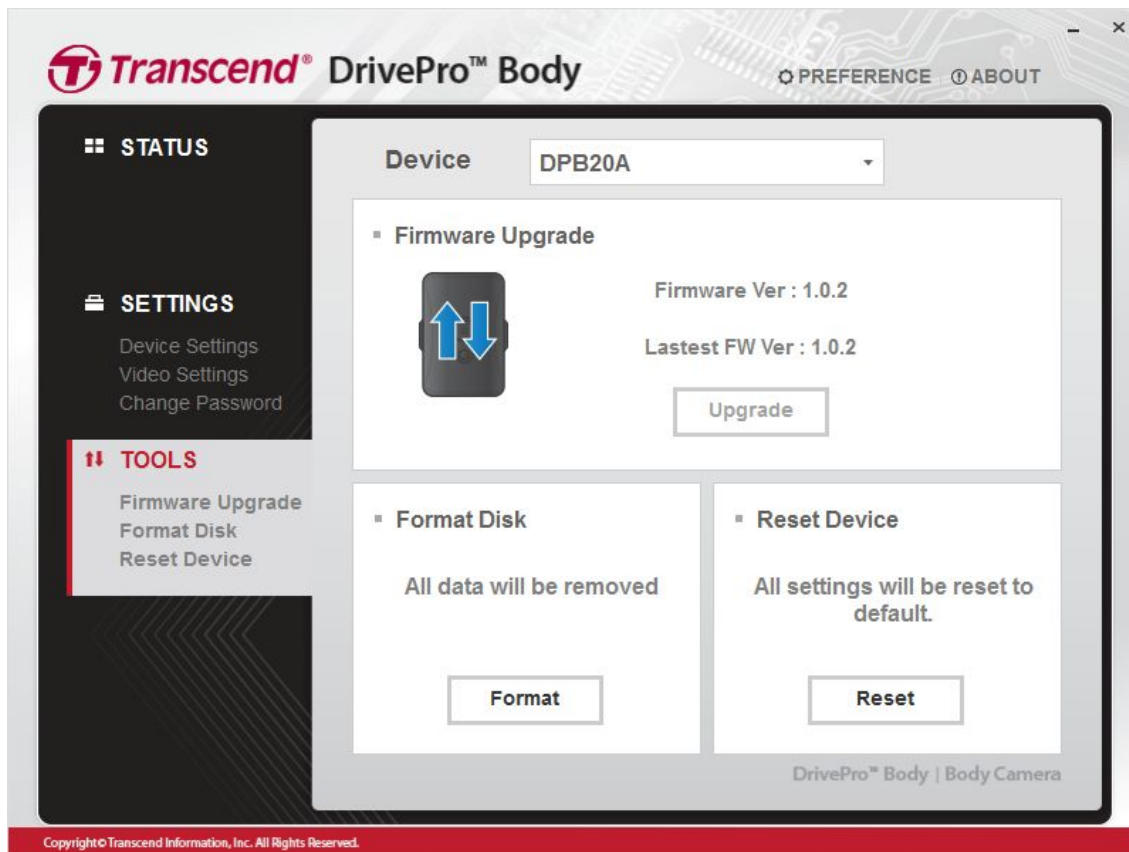 Transcend® DrivePro™ Body
PREFERENCE
ABOUT
STATUS
SETTINGS
Device Settings
Video Settings
Change Password
TOOLS
Firmware Upgrade
Format Disk
Reset Device
Device
DPB20A
Firmware Upgrade
Firmware Ver : 1.0.2
Lastest FW Ver : 1.0.2
Upgrade
Format Disk
All data will be removed
Format
Reset Device
All settings will be reset to
default.
Reset
DrivePro™ Body | Body Camera
Copyright© Transcend Information, Inc. All Rights Reserved.